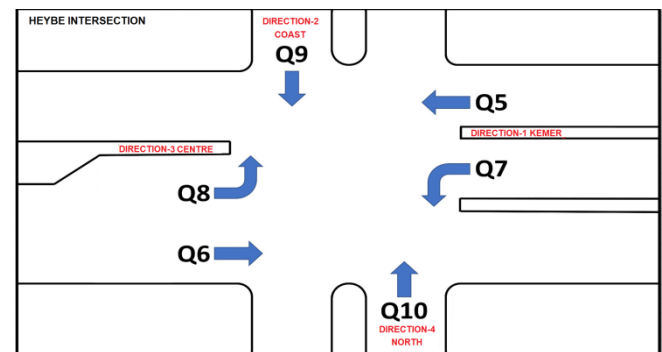 HEYBE INTERSECTION
DIRECTION-2
COAST
Q9
Q5
DIRECTION-1 KEMER
DIRECTION-3 CENTRE
Q7
Q8
Q6
Q10
DIRECTION-4
NORTH